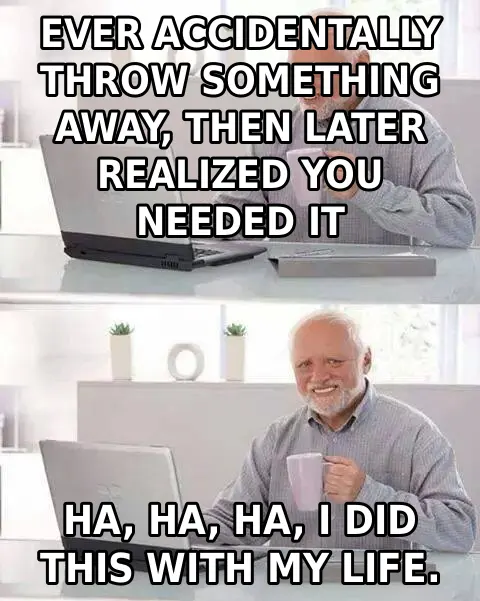 EVER ACCIDENTALLY
THROW SOMETHING
AWAY, THEN LATER
REALIZED YOU
NEEDED IT
HA, HA, HA, I DID
THIS WITH MY LIFE.